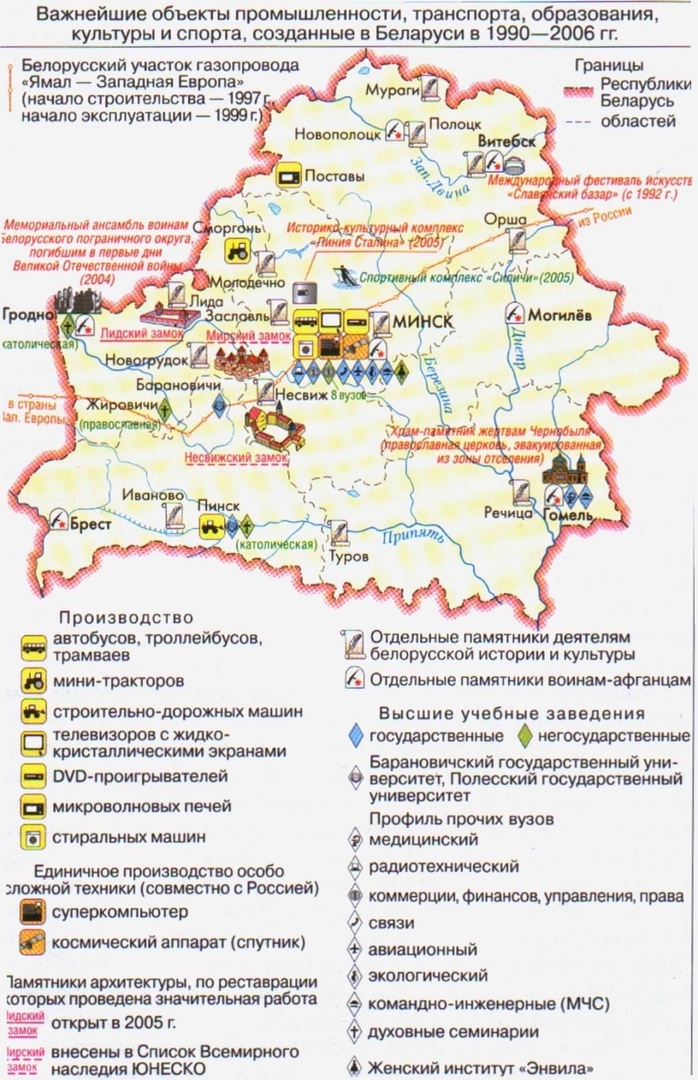 Важнейшие объекты промышленности, транспорта, образования,
культуры и спорта, созданные в Беларуси в 1990—2006 гг.
Белорусский участок газопровода
«Ямал — Западная Европа»
(начало строительства — 1997 г.,
начало эксплуатации — 1999 г.)
Границы
Республики
Беларусь
областей
Мураги
Новополоцк
Полоцк
Витебск
Зап. Двина
Международный фестиваль искусств
«Славянский базар» (с 1992 г.)
Поставы
Орша
из России
Мемориальный ансамбль воинам
Белорусского пограничного округа,
погибшим в первые дни
Великой Отечественной войны
(2004)
Сморгонь
Историко-культурный комплекс
«Линия Сталина» (2005)
Молодечно
Спортивный комплекс «Силичи» (2005)
Гродно
католическая)
Лида
Лидский замок
Заславль
Мирский замок
МИНСК
Могилёв
Днепр
Березина
Новогрудок
Барановичи
Жировичи
(православная)
Несвиж
8 вузов
в страны
Зап. Европы
Несвижский замок
Храм-памятник жертвам Чернобыля
(православная церковь, эвакуированная
из зоны отселения)
Речица
Гомель
Иваново
Пинск
(католическая)
Брест
Туров
Припять
Производство
автобусов, троллейбусов,
трамваев
мини-тракторов
строительно-дорожных машин
телевизоров с жидко-
кристаллическими экранами
DVD-проигрывателей
микроволновых печей
стиральных машин
Единичное производство особо
сложной техники (совместно с Россией)
суперкомпьютер
космический аппарат (спутник)
Памятники архитектуры, по реставрации
которых проведена значительная работа
Лидский
замок
открыт в 2005 г.
Мирский
замок
внесены в Список Всемирного
наследия ЮНЕСКО
Отдельные памятники деятелям
белорусской истории и культуры
Отдельные памятники воинам-афганцам
Высшие учебные заведения
государственные
негосударственные
Барановичский государственный уни-
верситет, Полесский государственный
университет
Профиль прочих вузов
медицинский
радиотехнический
коммерции, финансов, управления, права
связи
авиационный
экологический
командно-инженерные (МЧС)
духовные семинарии
Женский институт «Энвила»